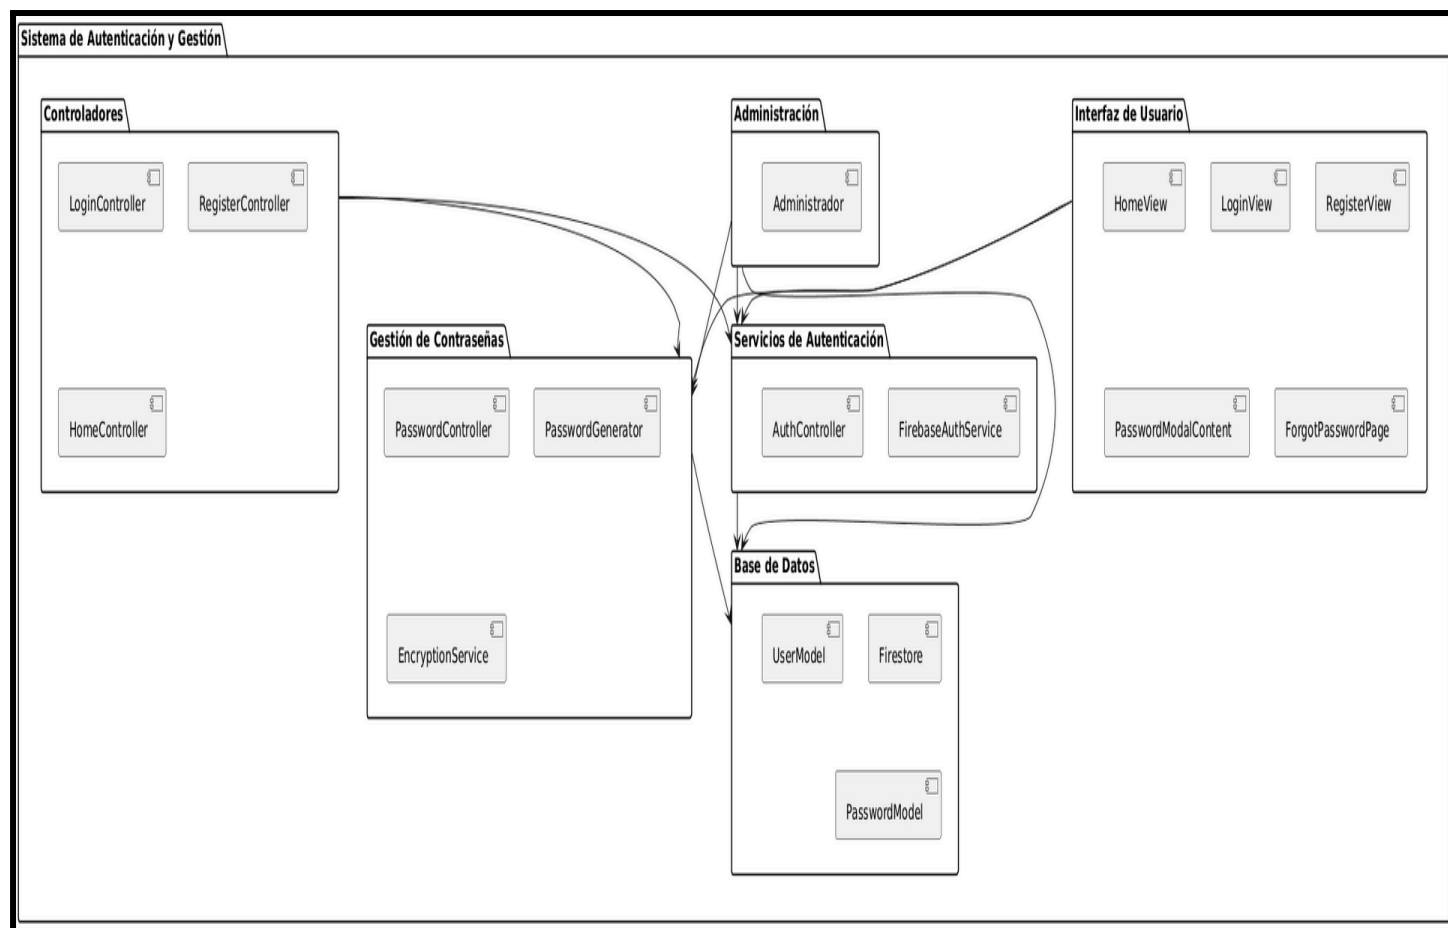 Sistema de Autenticación y Gestión
Controladores
LoginController
RegisterController
HomeController
Administración
Administrador
Interfaz de Usuario
HomeView
LoginView
RegisterView
PasswordModalContent
ForgotPasswordPage
Gestión de Contraseñas
PasswordController
PasswordGenerator
EncryptionService
Servicios de Autenticación
AuthController
FirebaseAuthService
Base de Datos
UserModel
Firestore
PasswordModel